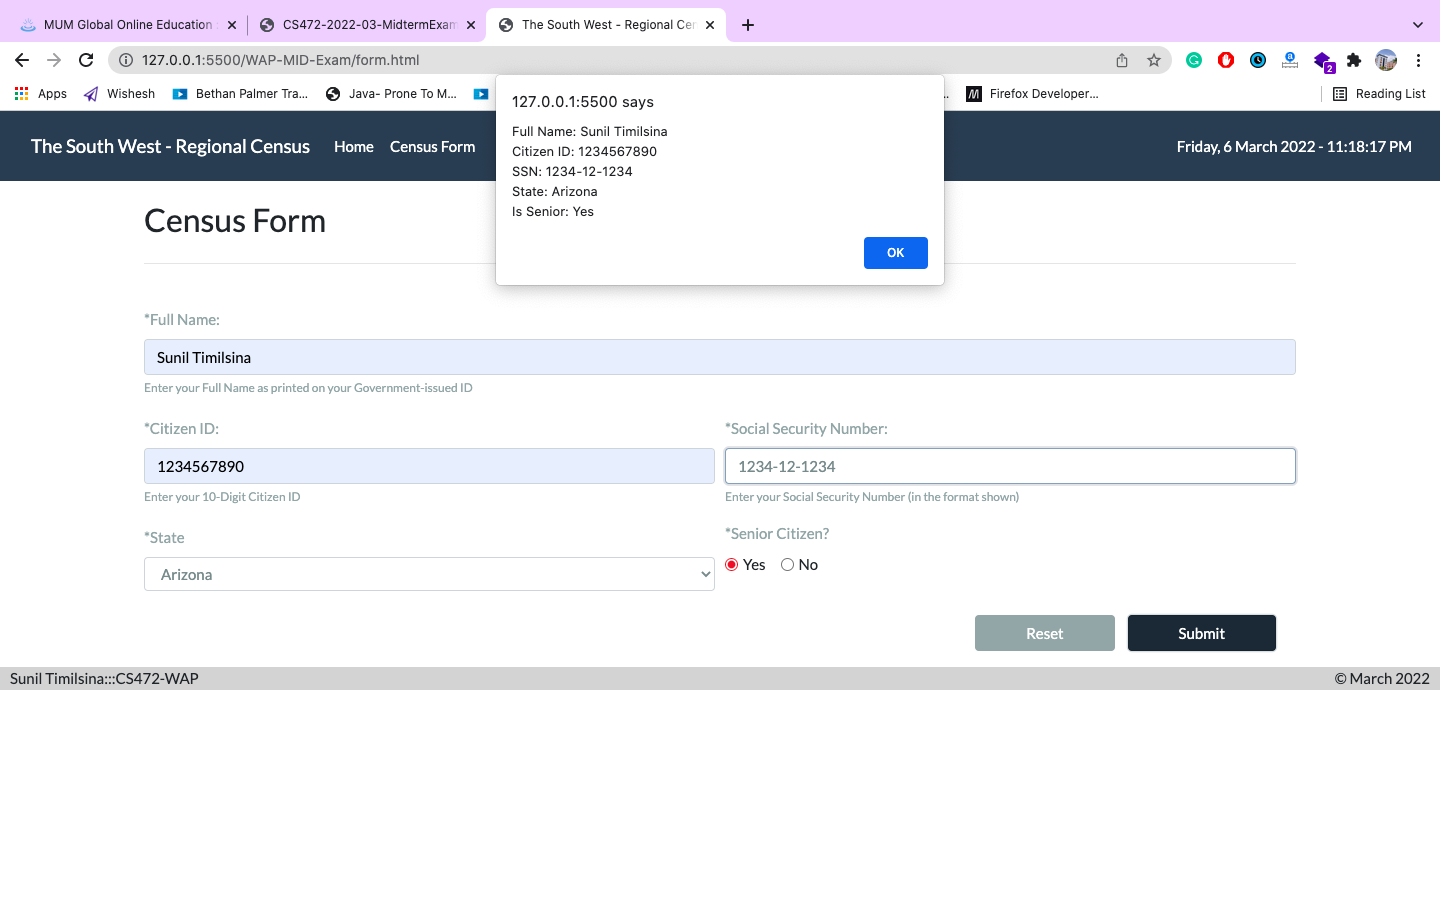 MUM Global Online Education
CS472-2022-03-MidtermExam
The South West - Regional Cen
127.0.0.1:5500/WAP-MID-Exam/form.html
2
Apps
Wishesh
Bethan Palmer Tra...
Java- Prone To M...
Firefox Developer...
Reading List
127.0.0.1:5500 says
Full Name: Sunil Timilsina
Citizen ID: 1234567890
SSN: 1234-12-1234
State: Arizona
Is Senior: Yes
OK
The South West - Regional Census
Home
Census Form
Friday, 6 March 2022 - 11:18:17 PM
Census Form
*Full Name:
Sunil Timilsina
Enter your Full Name as printed on your Government-issued ID
*Citizen ID:
*Social Security Number:
1234567890
1234-12-1234
Enter your 10-Digit Citizen ID
Enter your Social Security Number (in the format shown)
*State
*Senior Citizen?
Arizona
Yes
No
Reset
Submit
Sunil Timilsina:::CS472-WAP
© March 2022